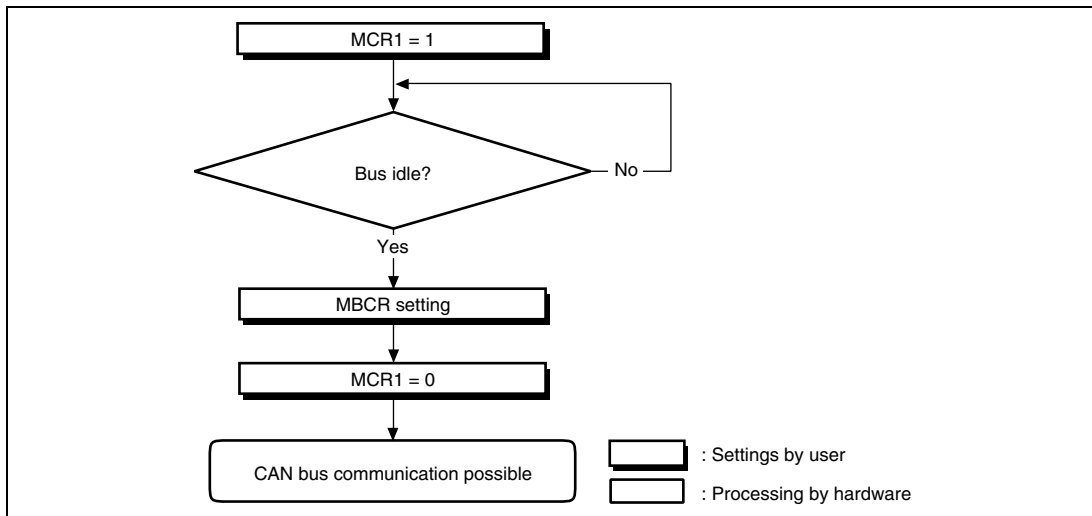 MCR1 = 1
Bus idle?
No
Yes
MBCR setting
MCR1 = 0
CAN bus communication possible
: Settings by user
: Processing by hardware